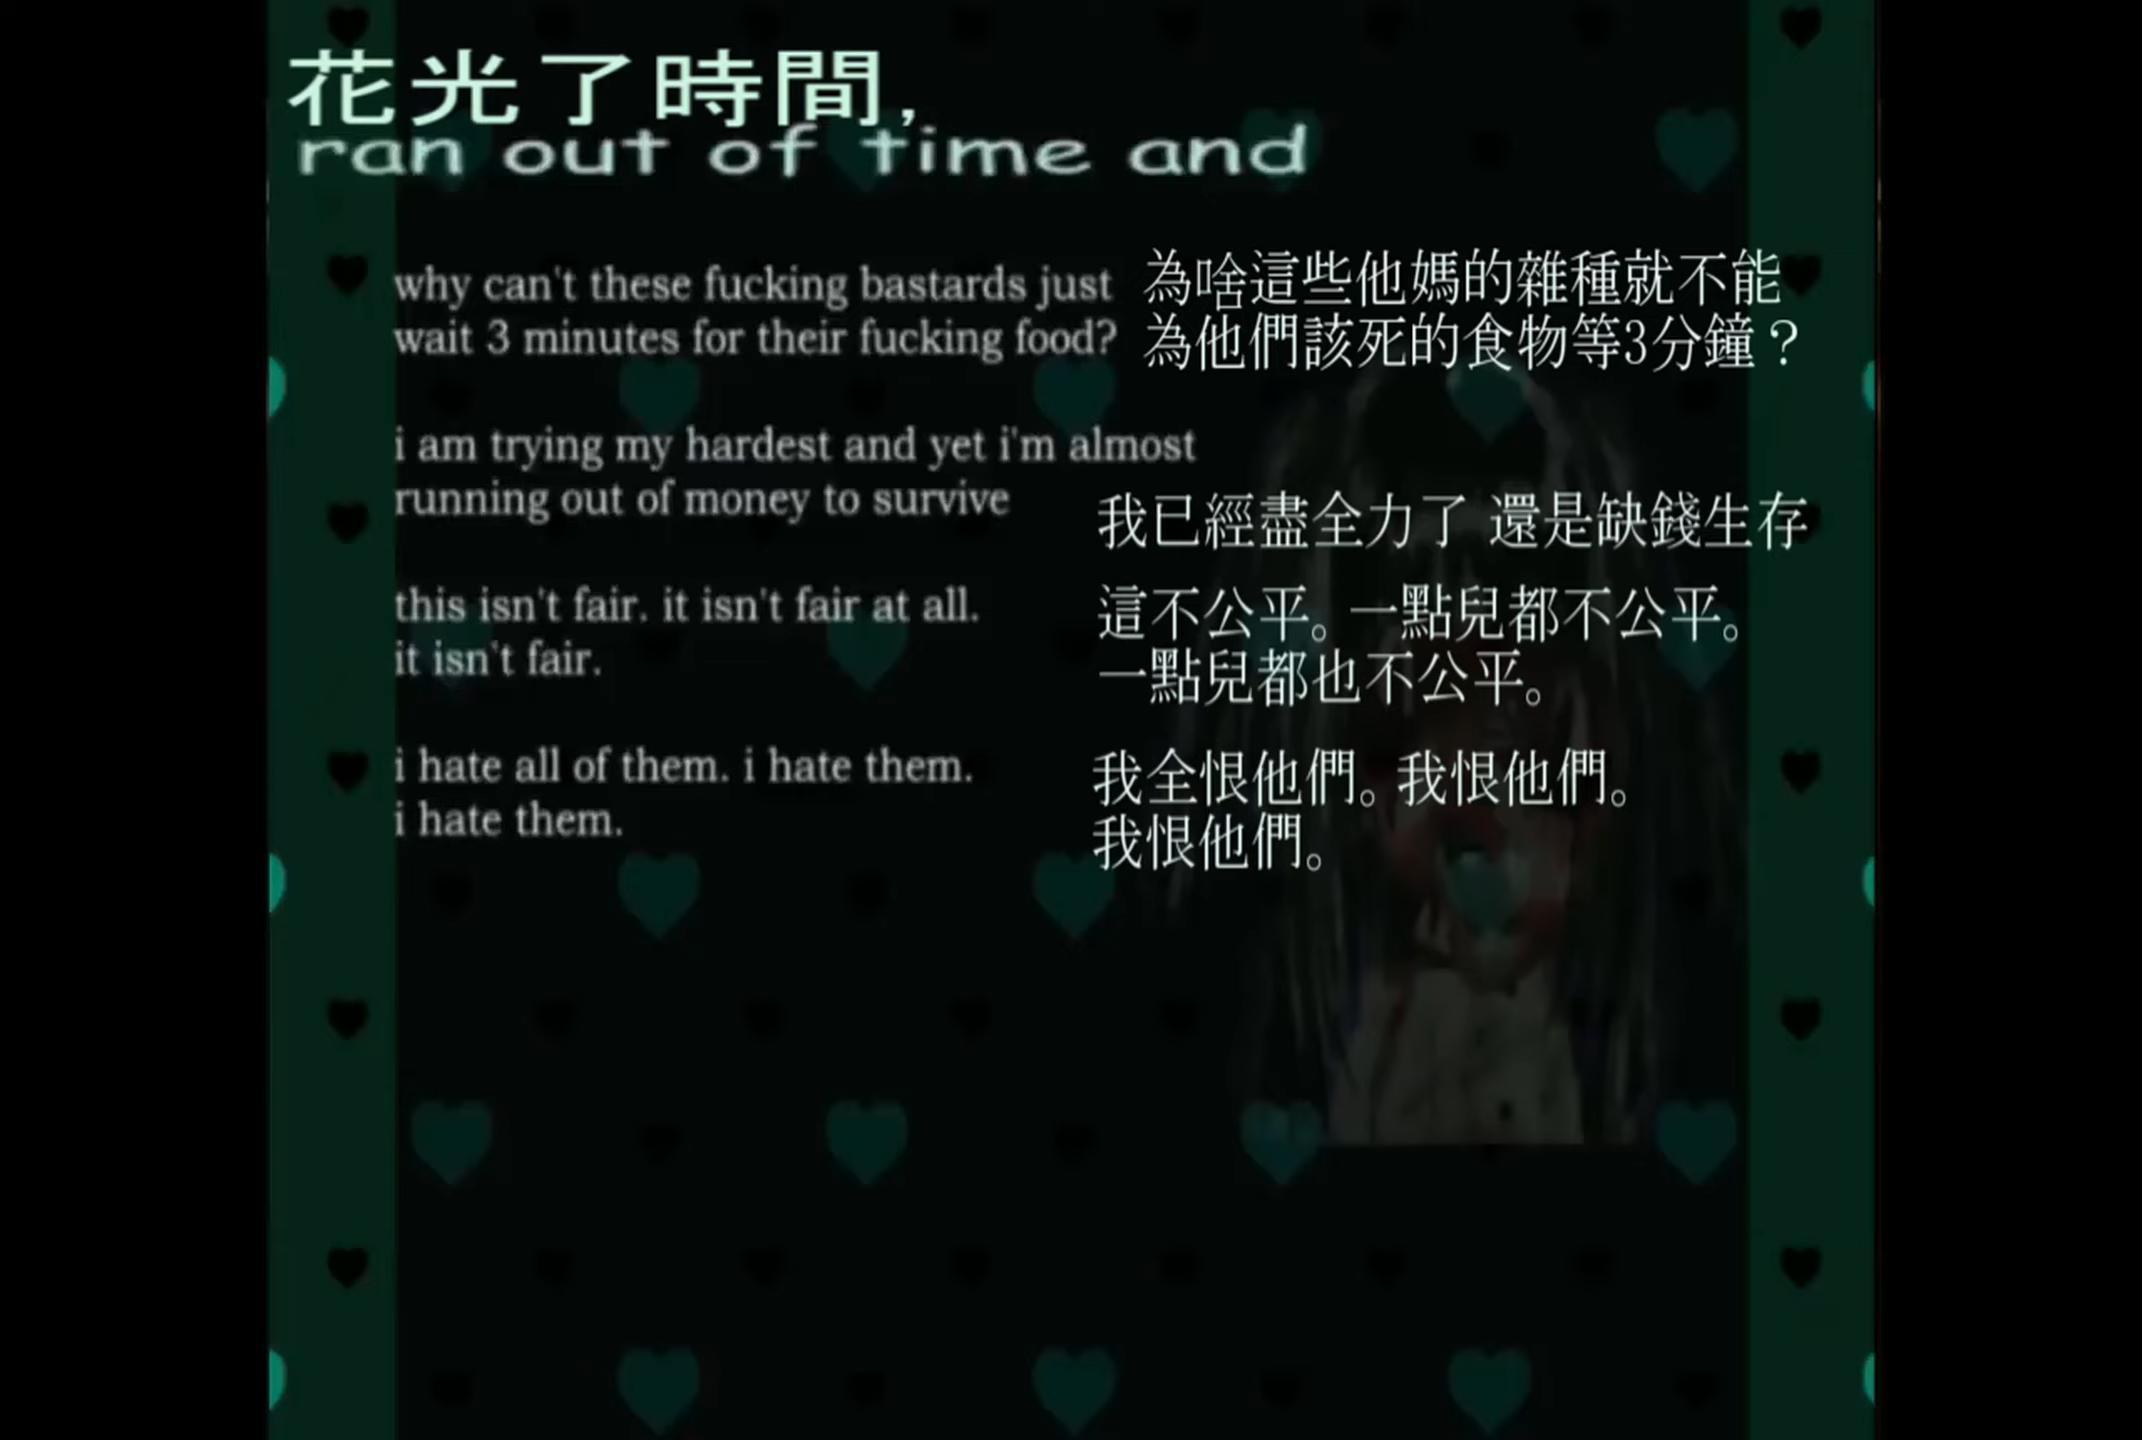 花光了時間,
ran out of time and
why can't these fucking bastards just
wait 3 minutes for their fucking food?
為啥這些他媽的雜種就不能
為他們該死的食物等3分鐘？
i am trying my hardest and yet i'm almost
running out of money to survive
我已經盡全力了 還是缺錢生存
this isn't fair. it isn't fair at all.
it isn't fair.
這不公平。一點兒都不公平。
一點兒都也不公平。
i hate all of them. i hate them.
i hate them.
我全恨他們。我恨他們。
我恨他們。